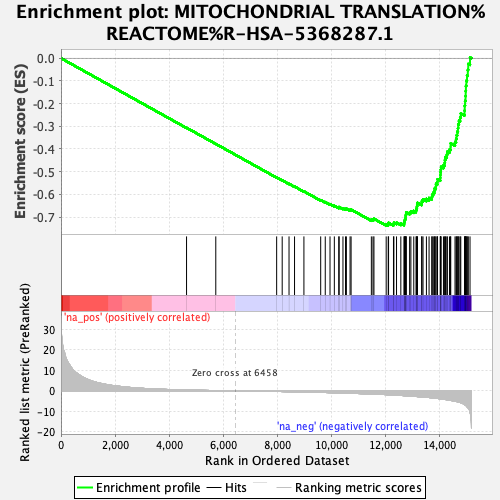 Enrichment plot: MITOCHONDRIAL TRANSLATION%
REACTOME%R-HSA-5368287.1
Enrichment score (ES)
0.0
-0.1
-0.2
-0.3
-0.4
-0.5
-0.6
-0.7
'na_pos' (positively correlated)
Ranked list metric (PreRanked)
30
20
10
0
-10
-20
Zero cross at 6458
'na_neg' (negatively correlated)
0
2,000
4,000
6,000
8,000
10,000
12,000
14,000
Rank in Ordered Dataset
Enrichment profile
Hits
Ranking metric scores